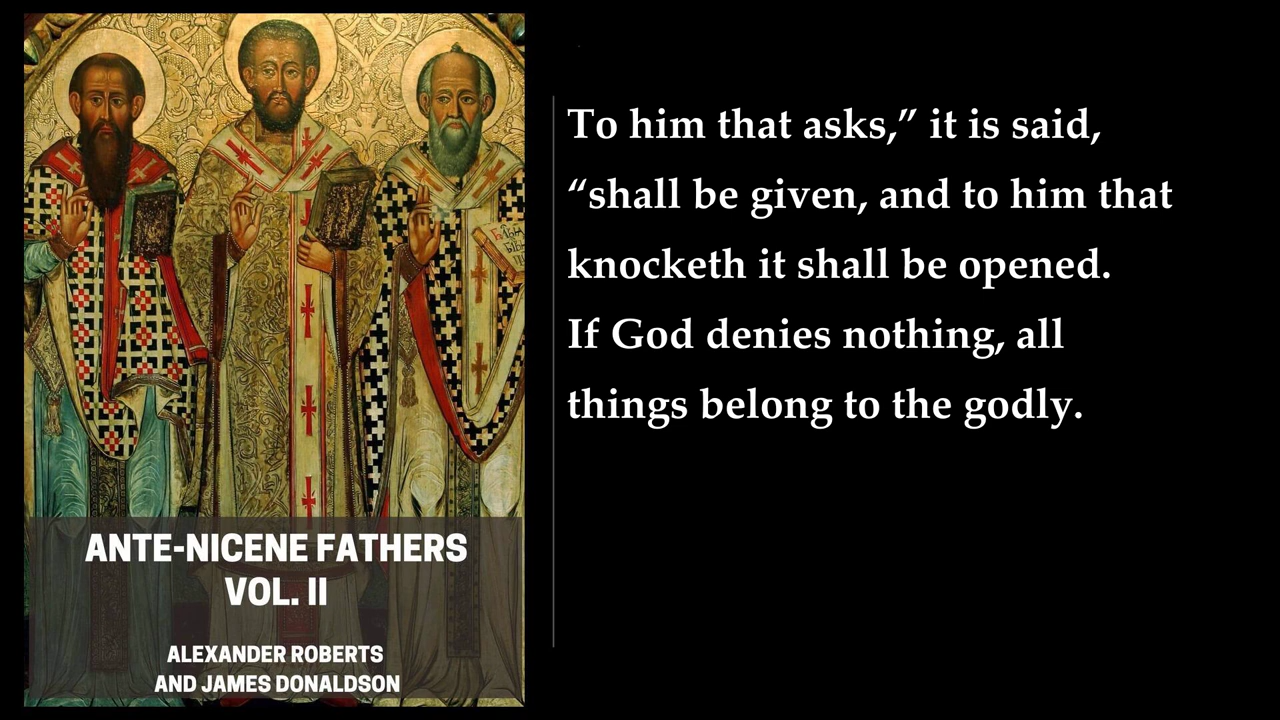 To him that asks,” it is said,
“shall be given, and to him that
knocketh it shall be opened.
If God denies nothing, all
things belong to the godly.
ANTE-NICENE FATHERS
VOL. II
ALEXANDER ROBERTS
AND JAMES DONALDSON